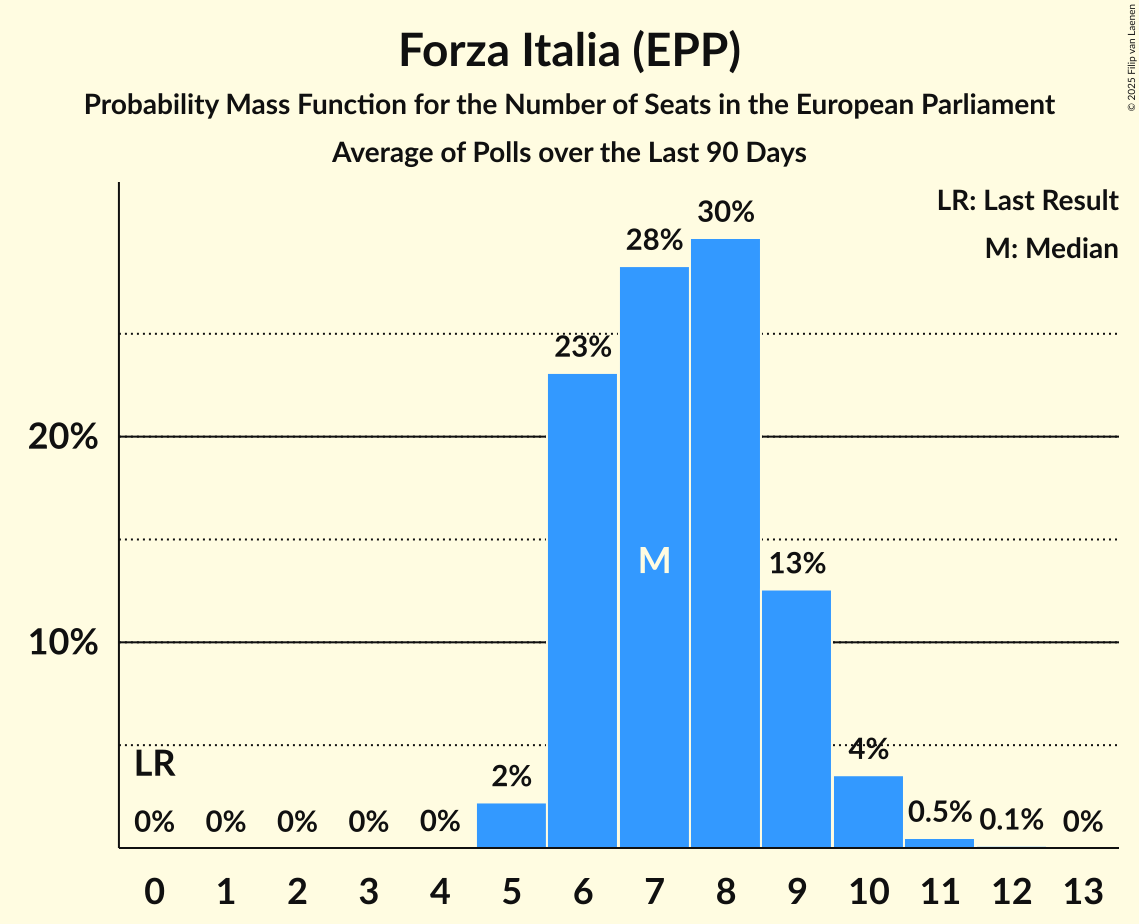 Forza Italia (EPP)
Probability Mass Function for the Number of Seats in the European Parliament
Average of Polls over the Last 90 Days
© 2025 Filip van Laenen
LR: Last Result
M: Median
30%
28%
23%
20%
M
13%
10%
LR
4%
2%
0% 0% 0% 0% 0% 0.5% 0.1% 0%
0 1 2 3 4 5 6 7 8 9 10 11 12 13